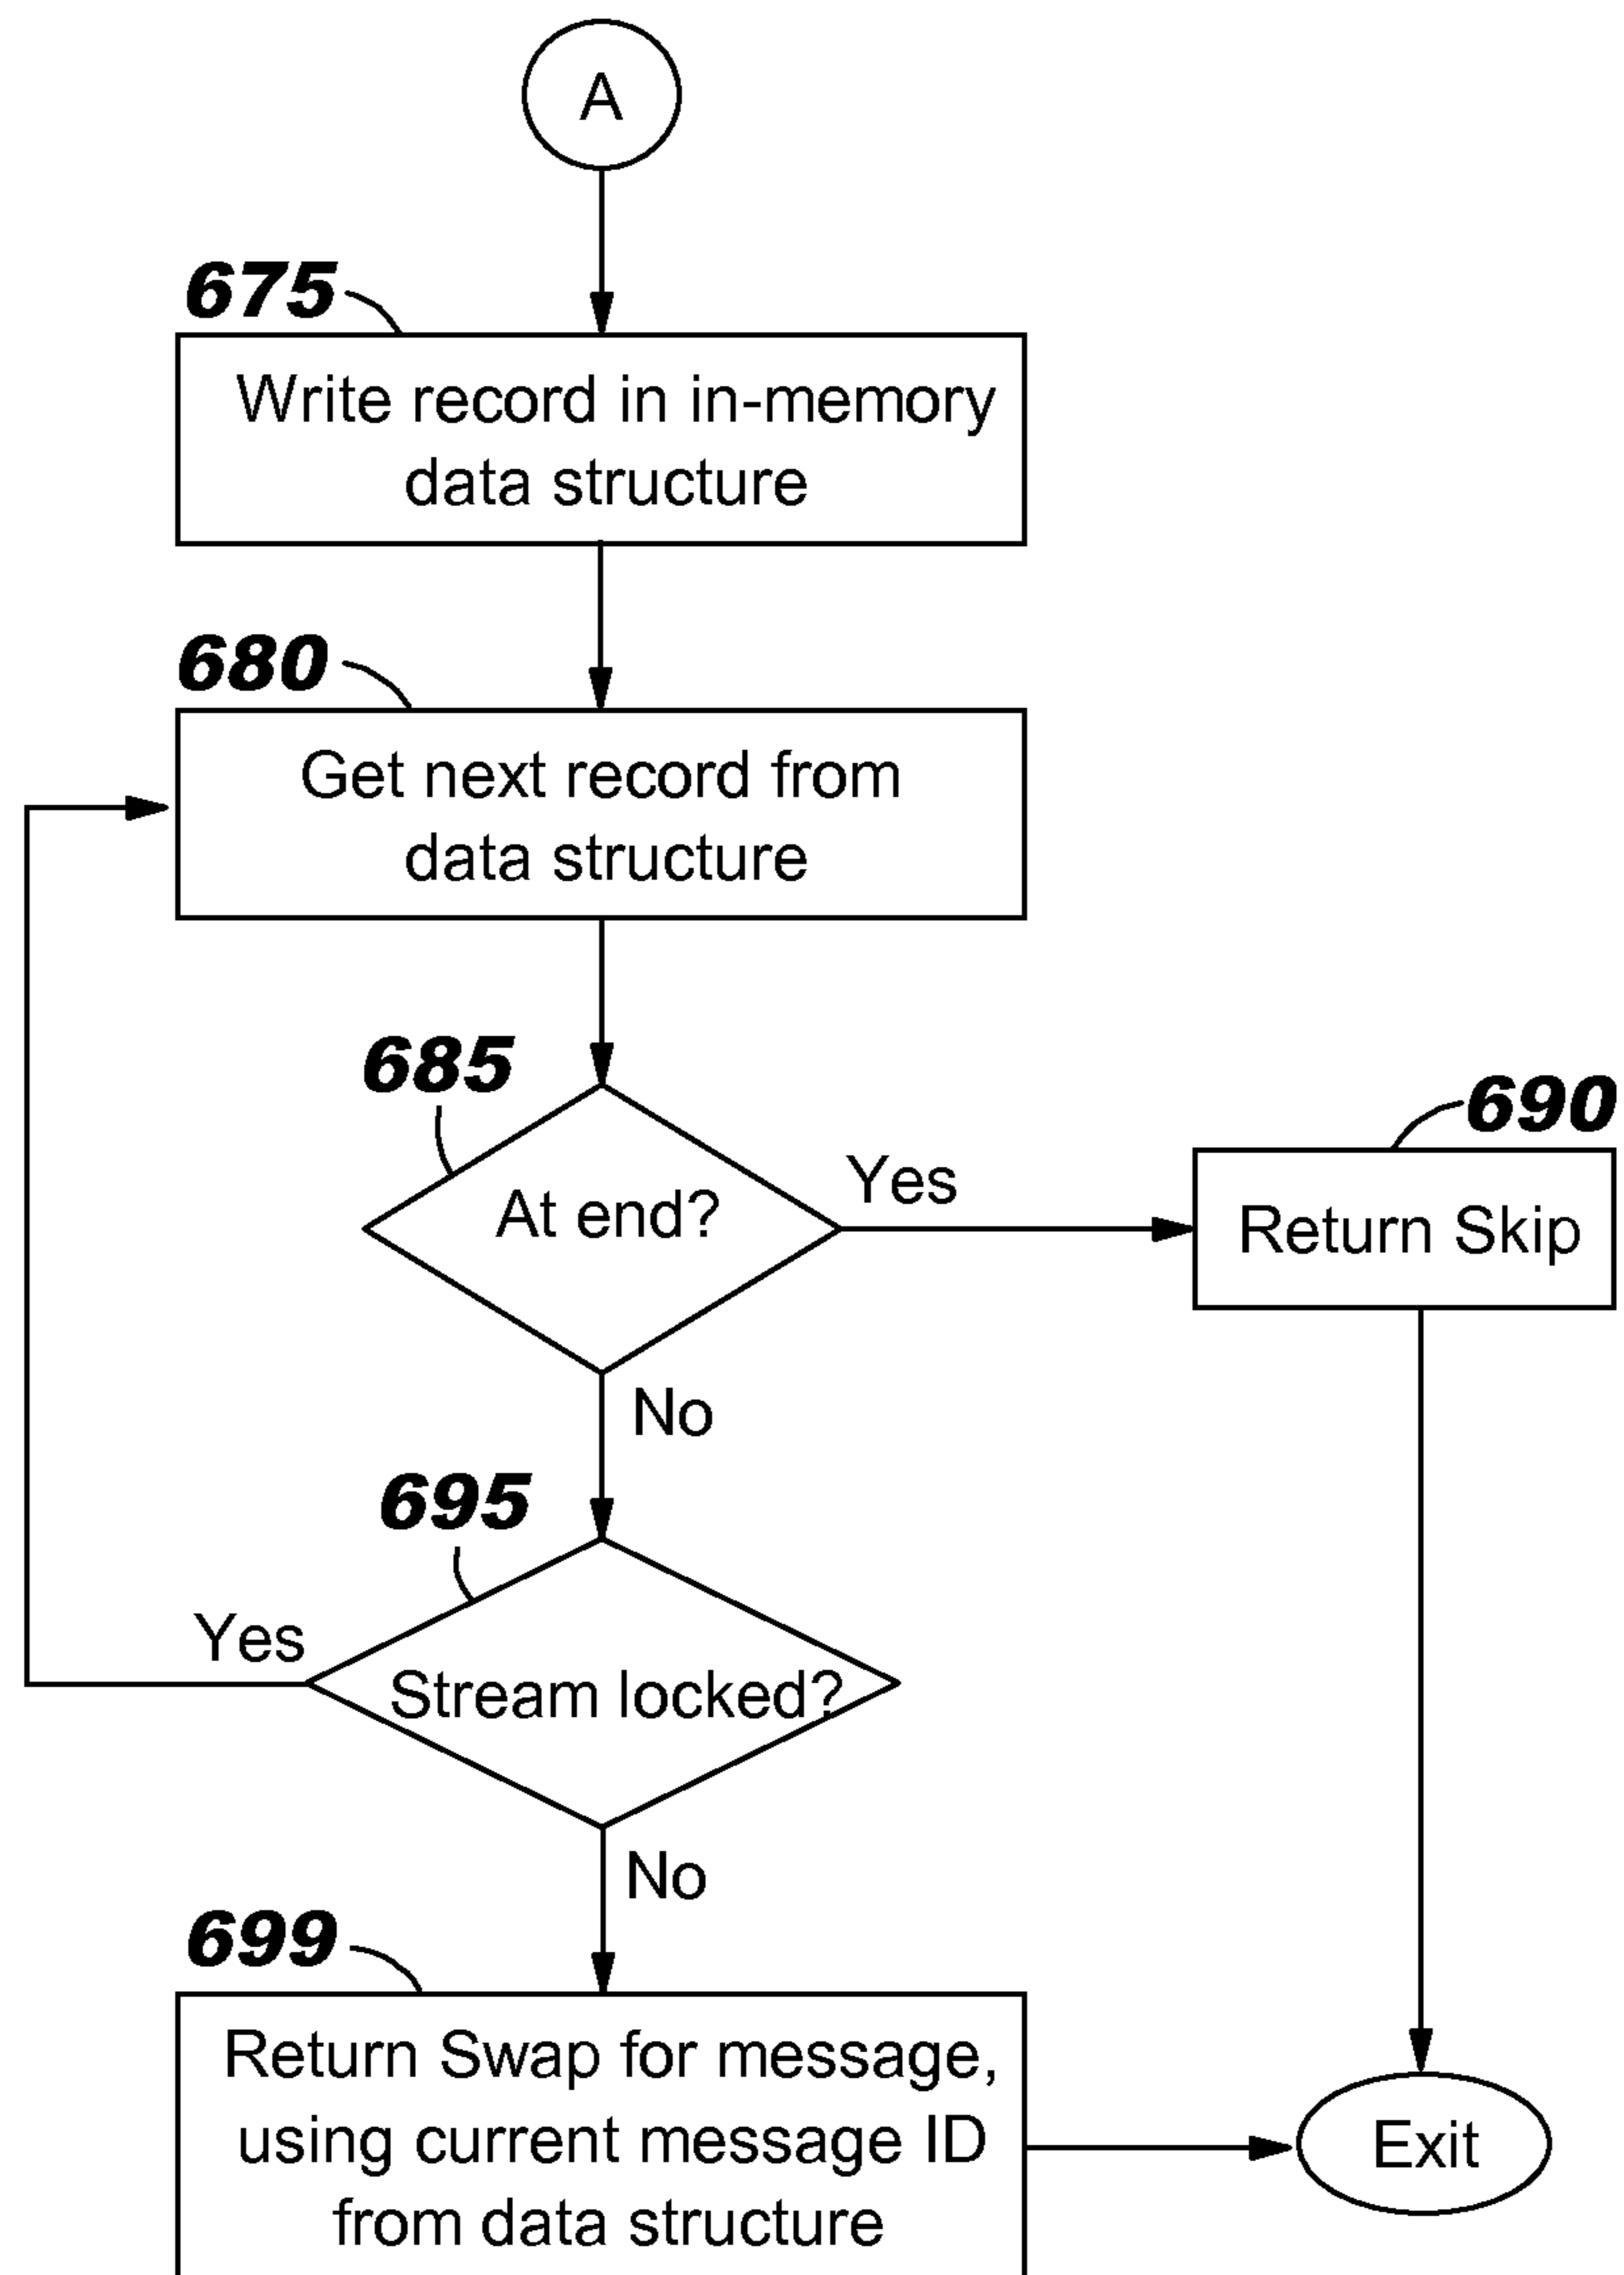 A
675
Write record in in-memory
data structure
680
Get next record from
data structure
685
At end?
Yes
690
Return Skip
No
695
Yes
Stream locked?
No
699
Return Swap for message,
using current message ID
from data structure
Exit